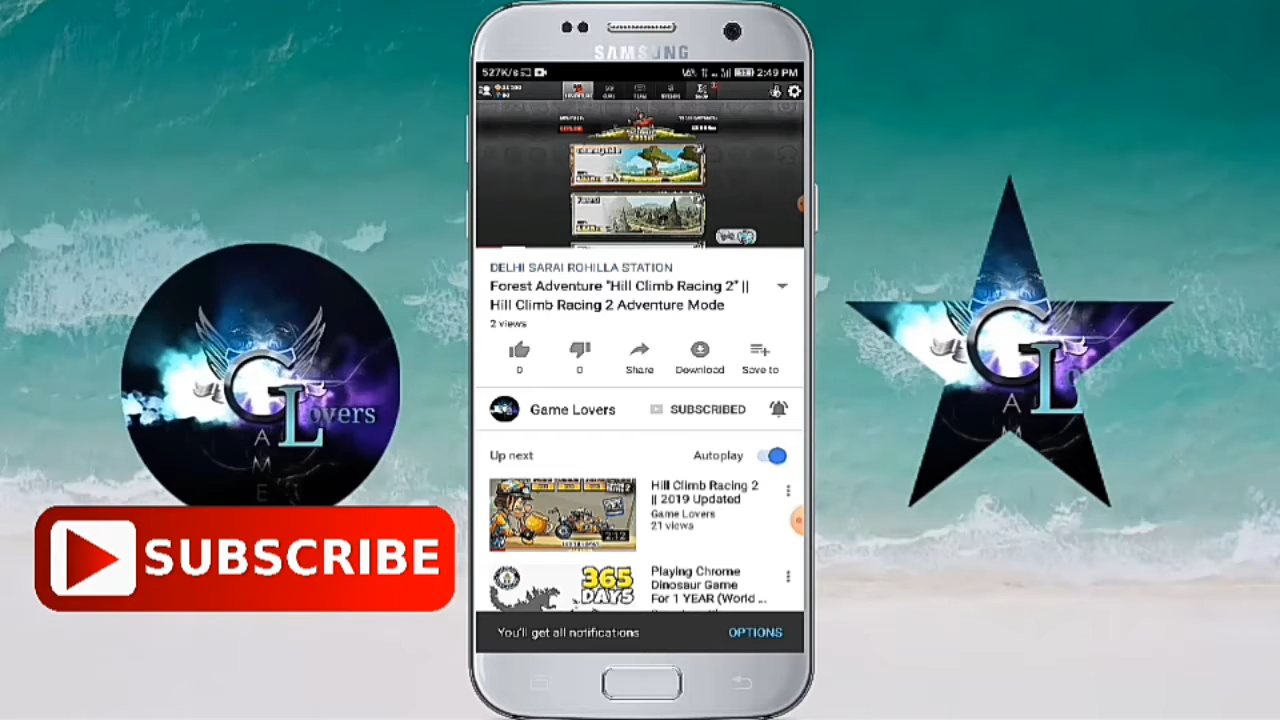 SAMSUNG
527K/s 2:49 PM
DELHI SARAI ROHILLA STATION
Forest Adventure "Hill Climb Racing 2" ||
Hill Climb Racing 2 Adventure Mode
2 views
0 0 Share Download Save to
Game Lovers SUBSCRIBED
Up next Autoplay
Hill Climb Racing 2
|| 2019 Updated
Game Lovers
21 views
2:12
365
DAYS
Playing Chrome
Dinosaur Game
For 1 YEAR (World ...
You'll get all notifications OPTIONS
G
Lovers
A
M
E
SUBSCRIBE
G
Lo
A
M